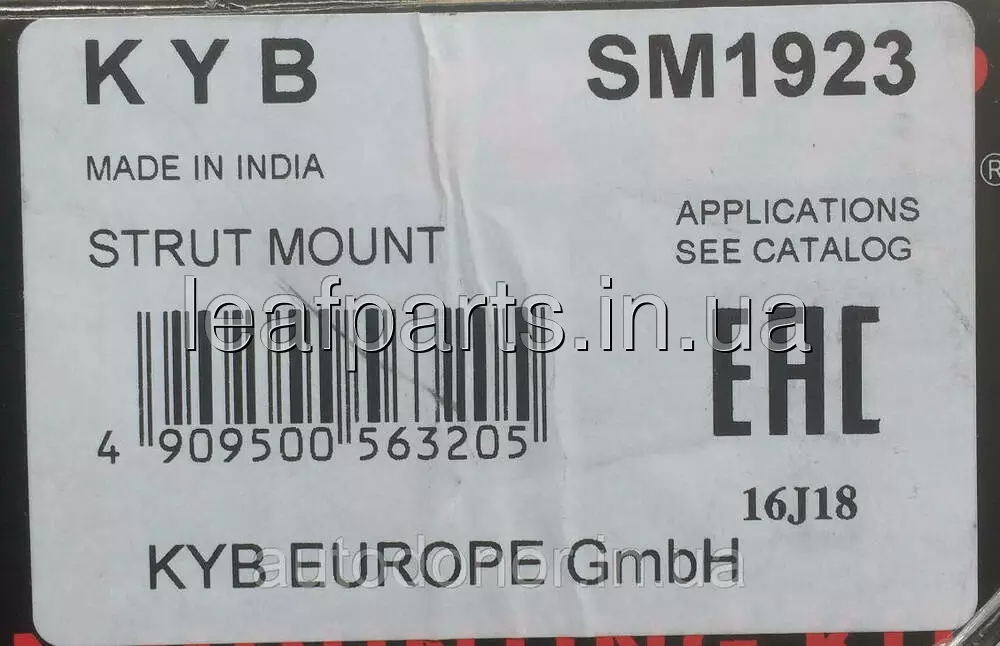 KYB
SM1923
MADE IN INDIA
APPLICATIONS
SEE CATALOG
STRUT MOUNT
leafparts.in.ua
EAC
4 909500 563205
16J18
KYB EUROPE GmbH